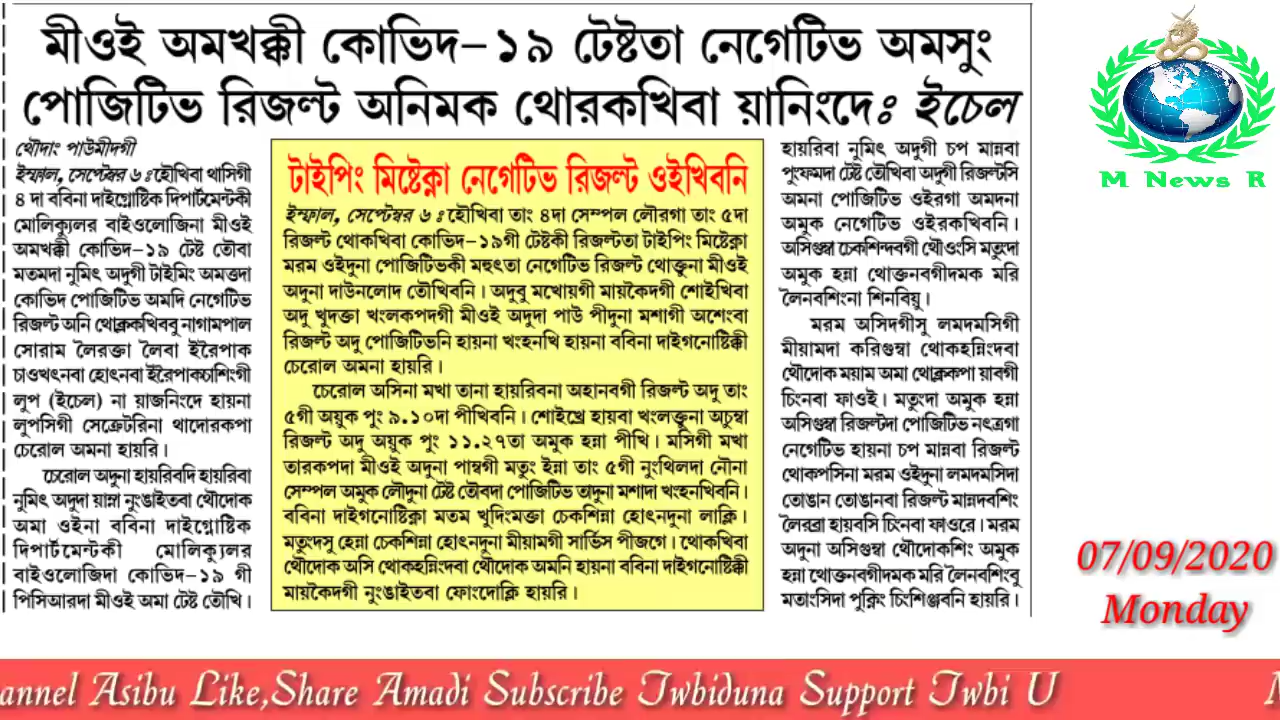 মীওই অমখক্কী কোভিদ-১৯ টেষ্টতা নেগেটিভ অমসুং
পোজিটিভ রিজল্ট অনিমক থোরকখিবা য়ানিংদেঃ ইচেল
থৌদাং পাউমীদগী
ইম্ফাল, সেপ্টেম্বর ৬ ঃ হৌখিবা থাসিগী
৪ দা ববিনা দাইগ্নোষ্টিক দিপার্টমেন্টকী
মোলিক্যুলর বাইওলোজিনা মীওই
অমখক্কী কোভিদ-১৯ টেষ্ট তৌবা
মতমদা নুমিৎ অদুগী টাইমিং অমত্তদা
কোভিদ পোজিটিভ অমদি নেগেটিভ
রিজল্ট অনি থোক্লকখিববু নাগামপাল
সোরাম লৈরক্তা লৈবা ইরৈপাক
চাওখৎনবা হোৎনবা ইরৈপাকচাশিংগী
লুপ (ইচেল) না য়াজনিংদে হায়না
লুপসিগী সেক্রেটরিনা থাদোরকপা
চেরোল অমনা হায়রি।
চেরোল অদুনা হায়রিবদি হায়রিবা
নুমিৎ অদুদা য়াম্না নুংঙাইতবা থৌদোক
অমা ওইনা ববিনা দাইগ্নোষ্টিক
দিপার্টমেন্টকী মোলিক্যুলর
বাইওলোজিদা কোভিদ-১৯ গী
পিসিআরদা মীওই অমা টেষ্ট তৌখি।
টাইপিং মিষ্টেক্না নেগেটিভ রিজল্ট ওইখিবনি
ইম্ফাল, সেপ্টেম্বর ৬ ঃ হৌখিবা তাং ৪দা সেম্পল লৌরগা তাং ৫দা
রিজল্ট থোকখিবা কোভিদ-১৯গী টেষ্টকী রিজল্টতা টাইপিং মিষ্টেক্না
মরম ওইদুনা পোজিটিভকী মহুৎতা নেগেটিভ রিজল্ট থোক্তুনা মীওই
অদুনা দাউনলোদ তৌখিবনি। অদুবু মখোয়গী মায়কৈদগী শোইখিবা
অদু খুদক্তা খংলকপদগী মীওই অদুদা পাউ পীদুনা মশাগী অশেংবা
রিজল্ট অদু পোজিটিভনি হায়না খংহনখি হায়না ববিনা দাইগনোষ্টিক্কী
চেরোল অমনা হায়রি।
চেরোল অসিনা মখা তানা হায়রিবনা অহানবগী রিজল্ট অদু তাং
৫গী অয়ুক পুং ৯.১০দা পীখিবনি। শোইখ্রে হায়বা খংলক্তুনা অচুম্বা
রিজল্ট অদু অয়ুক পুং ১১.২৭তা অমুক হন্না পীখি। মসিগী মখা
তারকপদা মীওই অদুনা পাম্বগী মতুং ইন্না তাং ৫গী নুংথিলদা নৌনা
সেম্পল অমুক লৌদুনা টেষ্ট তৌবদা পোজিটিভ তাদুনা মশাদা খংহনখিবনি।
ববিনা দাইগনোষ্টিক্না মতম খুদিংমক্তা চেকশিন্না হোৎনদুনা লাক্লি।
মতুংদসু হেন্না চেকশিন্না হোৎনদুনা মীয়ামগী সার্ভিস পীজগে। থোকখিবা
থৌদোক অসি থোকহনিংদবা থৌদোক অমনি হায়না ববিনা দাইগনোষ্টিক্কী
মায়কৈদগী নুংঙাইতবা ফোংদোক্লি হায়রি।
হায়রিবা নুমিৎ অদুগী চপ মান্নবা
পুংফমদা টেষ্ট তৌখিবা অদুগী রিজল্টসি
অমনা পোজিটিভ ওইরগা অমদনা
অমুক নেগেটিভ ওইরকখিবনি।
অসিগুম্বা চেকশিন্দবগী থৌওংসি মতুংদা
অমুক হন্না থোক্তনবগীদমক মরি
লৈনবশিংনা শিনবিয়ু।
মরম অসিদগীসু লমদমসিগী
মীয়ামদা করিগুম্বা থোকহনিংদবা
থৌদোক ময়াম অমা থোক্লকপা য়াবগী
চিংনবা ফাওই। মতুংদা অমুক হন্না
অসিগুম্বা রিজল্টদা পোজিটিভ নৎত্রগা
নেগেটিভ হায়না চপ মান্নবা রিজল্ট
থোকপসিনা মরম ওইদুনা লমদমসিদা
তোঙান তোঙানবা রিজল্ট মান্নদবশিং
লৈরব্রা হায়বসি চিংনবা ফাওরে। মরম
অদুনা অসিগুম্বা থৌদোকশিং অমুক
হন্না থোক্তনবগীদমক মরি লৈনবশিংবু
মতাংসিদা পুক্নিং চিংশিঞ্জবনি হায়রি।
M News R
07/09/2020
Monday
annel Asibu Like,Share Amadi Subscribe Twbiduna Support Twbi U